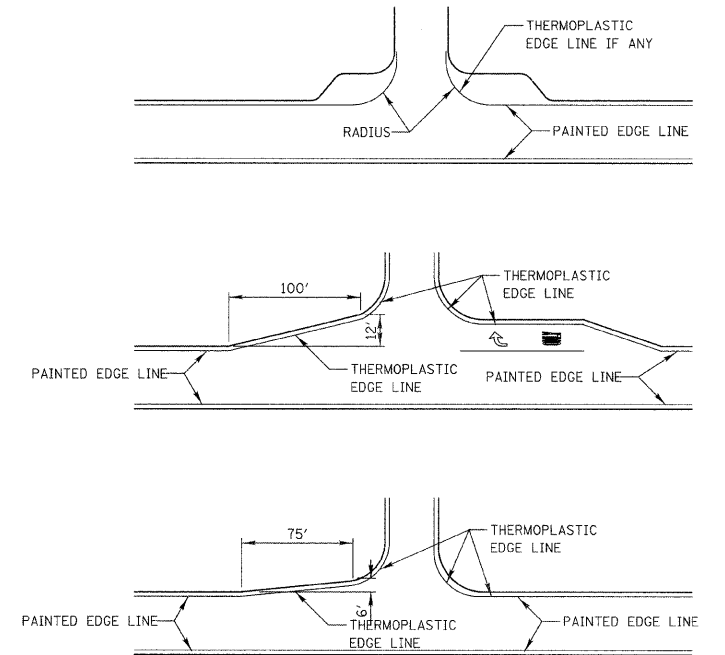 THERMOPLASTIC
EDGE LINE IF ANY
RADIUS
PAINTED EDGE LINE
100'
THERMOPLASTIC
EDGE LINE
12'
PAINTED EDGE LINE
THERMOPLASTIC
EDGE LINE
PAINTED EDGE LINE
75'
THERMOPLASTIC
EDGE LINE
6'
PAINTED EDGE LINE
THERMOPLASTIC
EDGE LINE
PAINTED EDGE LINE